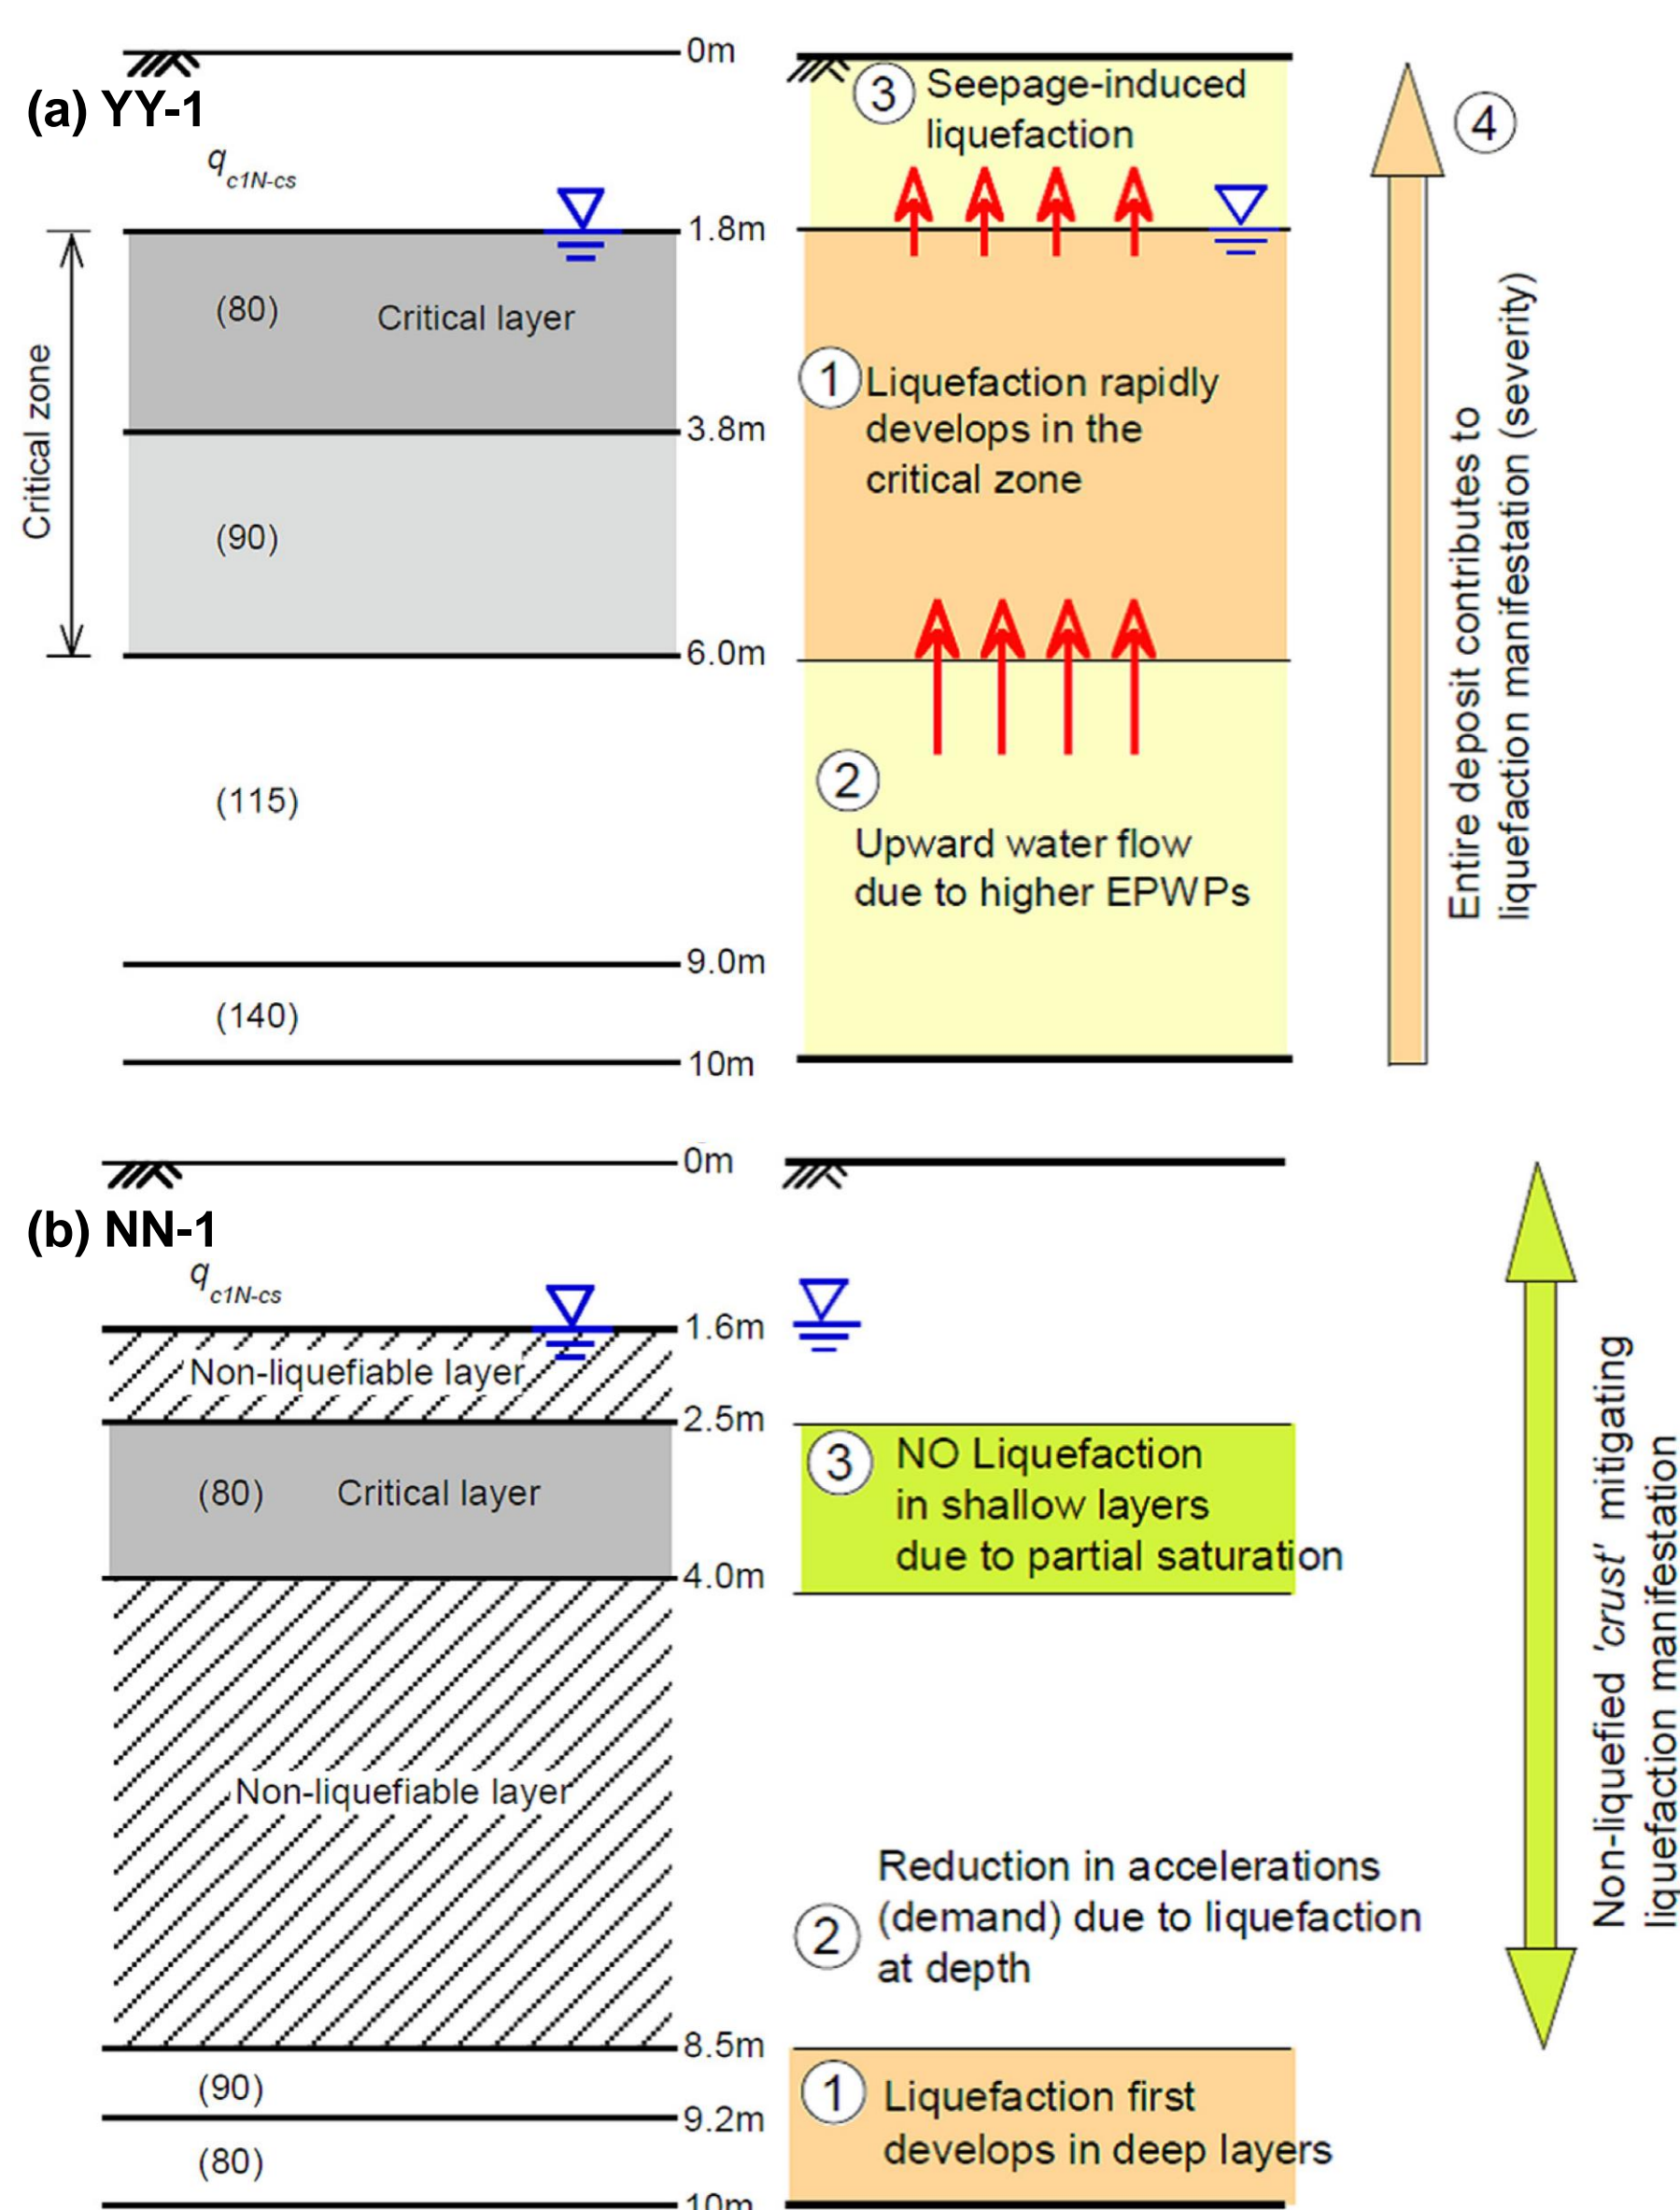 0m
(a) YY-1
q c1N-cs
1.8m
(80) Critical layer
3.8m
Critical zone
(90)
6.0m
(115)
9.0m
(140)
10m
3 Seepage-induced
liquefaction
1 Liquefaction rapidly
develops in the
critical zone
2
Upward water flow
due to higher EPWPs
4
Entire deposit contributes to
liquefaction manifestation (severity)
0m
(b) NN-1
q c1N-cs
1.6m
Non-liquefiable layer
2.5m
(80) Critical layer
4.0m
Non-liquefiable layer
8.5m
(90)
9.2m
(80)
10m
3 NO Liquefaction
in shallow layers
due to partial saturation
2 Reduction in accelerations
(demand) due to liquefaction
at depth
1 Liquefaction first
develops in deep layers
Non-liquefied 'crust' mitigating
liquefaction manifestation